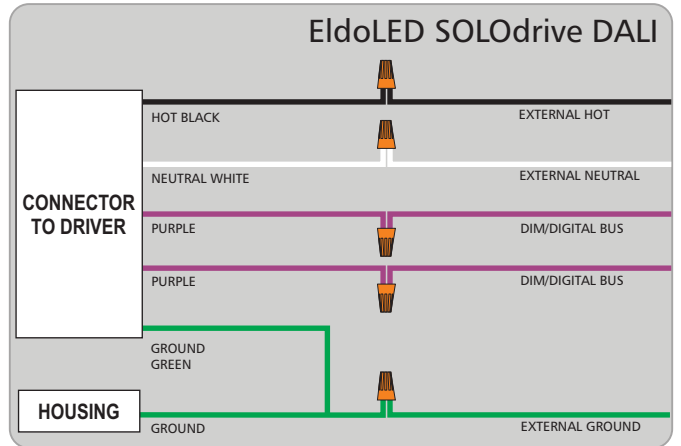 EldoLED SOLOdrive DALI
HOT BLACK
EXTERNAL HOT
NEUTRAL WHITE
EXTERNAL NEUTRAL
CONNECTOR
TO DRIVER
PURPLE
DIM/DIGITAL BUS
PURPLE
DIM/DIGITAL BUS
GROUND
GREEN
HOUSING
GROUND
EXTERNAL GROUND